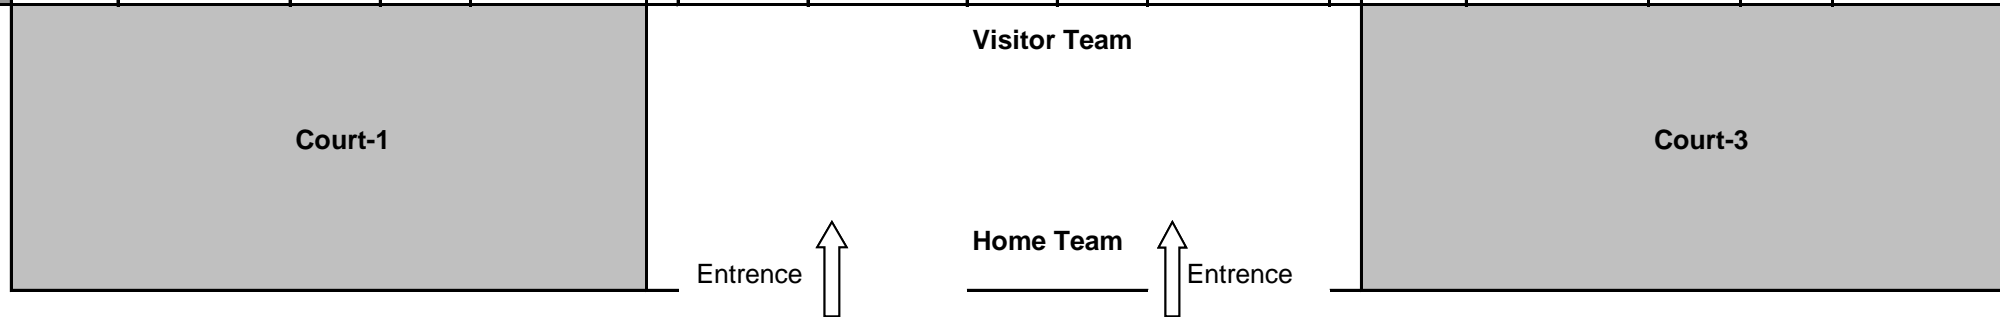 Visitor Team
Court-1
Court-3
Home Team
Entrence
Entrence